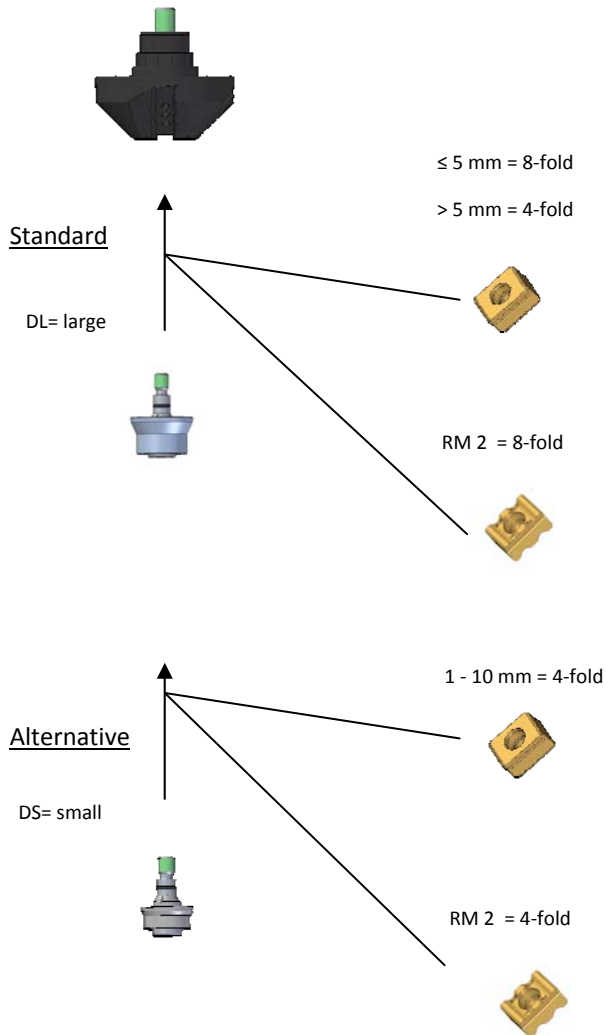 ≤ 5 mm = 8-fold
> 5 mm = 4-fold
Standard
DL= large
RM 2 = 8-fold
1 - 10 mm = 4-fold
Alternative
DS= small
RM 2 = 4-fold